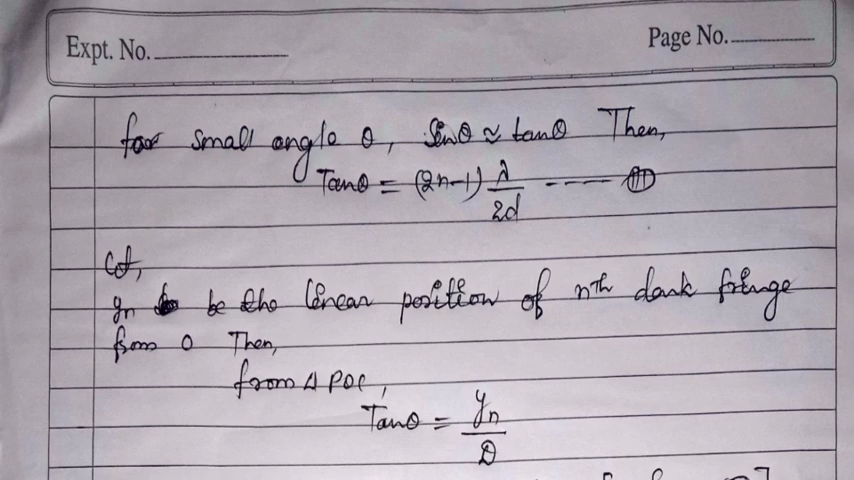 Expt. No. Page No.
for small angle θ, Sinθ ≈ tanθ Then,
Tanθ = (2n-1) λ/2d ---- (III)
let,
yn be the linear position of nth dark fringe
from O Then,
from Δ POC,
Tanθ = yn/D